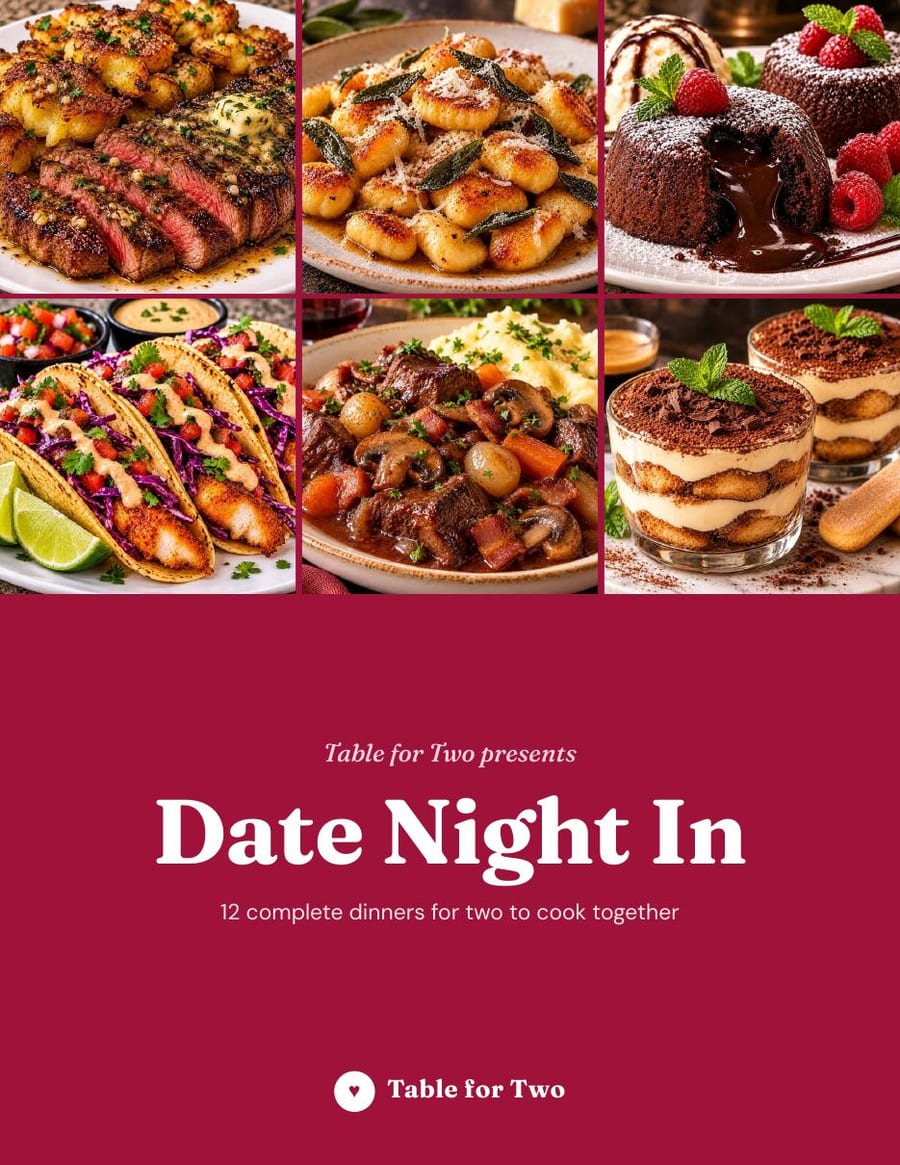 Table for Two presents
Date Night In
12 complete dinners for two to cook together
Table for Two